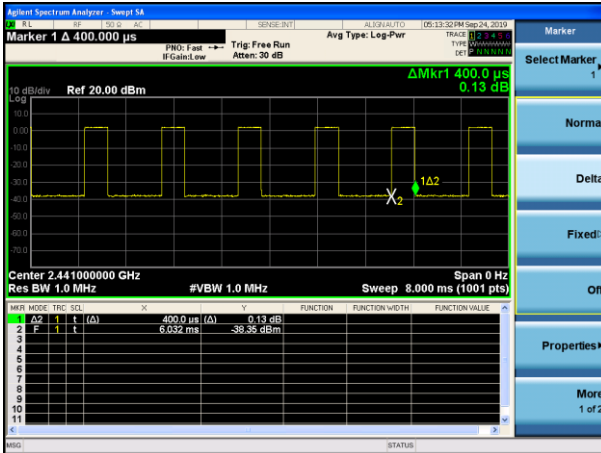 Agilent Spectrum Analyzer - Swept SA
RL RF 50 Ω AC SENSE:INT ALIGNAUTO 05:13:32 PM Sep 24, 2019
Marker 1 Δ 400.000 μs
PNO: Fast
IFGain:Low
Trig: Free Run
Atten: 30 dB
Avg Type: Log-Pwr
TRACE 1 2 3 4 5 6
TYPE WWWWWW
DET P N N N N N
ΔMkr1 400.0 μs
0.13 dB
10 dB/div Ref 20.00 dBm
Log
10.0
0.00
-10.0
-20.0
-30.0
-40.0
-50.0
-60.0
-70.0
1Δ2
X2
Center 2.441000000 GHz Span 0 Hz
Res BW 1.0 MHz #VBW 1.0 MHz Sweep 8.000 ms (1001 pts)
MKR MODE TRC SCL X Y FUNCTION FUNCTION WIDTH FUNCTION VALUE
1 Δ2 1 t (Δ) 400.0 μs (Δ) 0.13 dB
2 F 1 t 6.032 ms -38.35 dBm
3
4
5
6
7
8
9
10
11
MSG STATUS
Marker
Select Marker
1
Norma
Delta
Fixed
Of
Properties
More
1 of 2